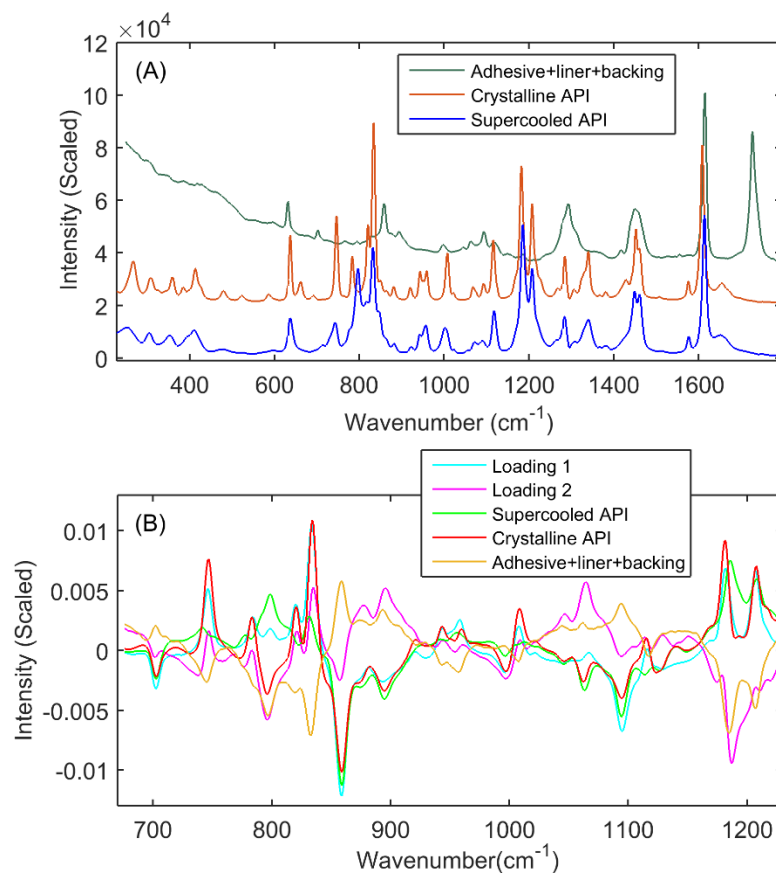 ×10⁴
(A)
Adhesive+liner+backing
Crystalline API
Supercooled API
12
10
8
6
4
2
0
Intensity (Scaled)
400 600 800 1000 1200 1400 1600
Wavenumber (cm⁻¹)
Loading 1
Loading 2
Supercooled API
Crystalline API
Adhesive+liner+backing
(B)
0.01
0.005
0
-0.005
-0.01
Intensity (Scaled)
700 800 900 1000 1100 1200
Wavenumber(cm⁻¹)